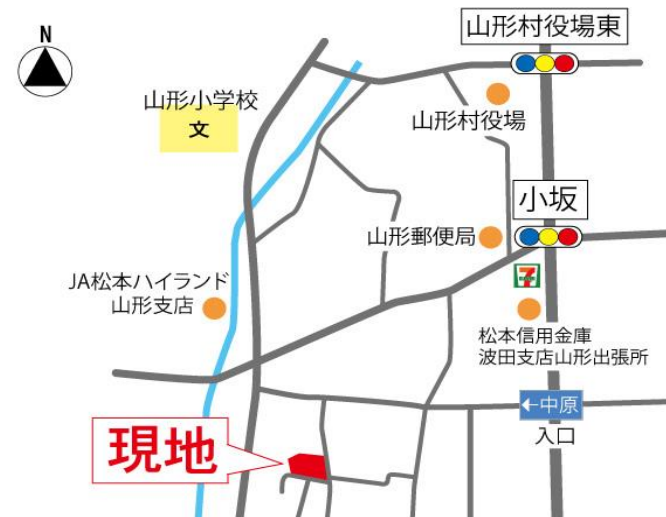 N
山形村役場東
山形小学校
文
山形村役場
小坂
山形郵便局
7
JA松本ハイランド
山形支店
松本信用金庫
波田支店山形出張所
←中原
入口
現地